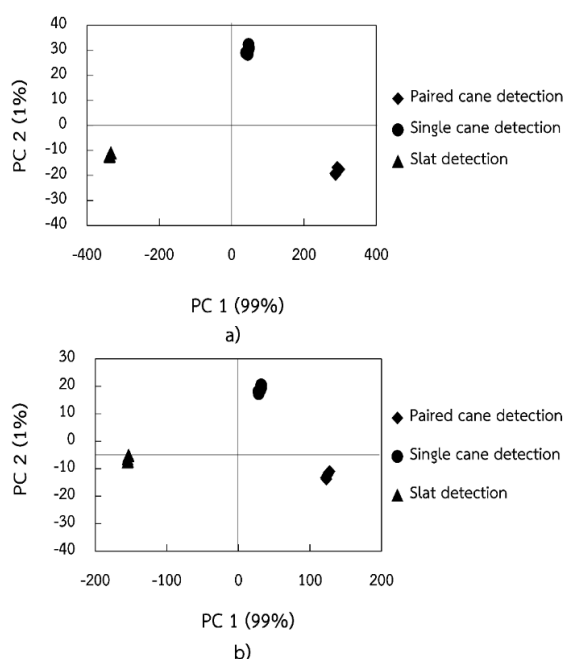 40
30
20
10
0
-10
-20
-30
-40
PC 2 (1%)
-400 -200 0 200 400
PC 1 (99%)
Paired cane detection
Single cane detection
Slat detection
a)
30
20
10
0
-10
-20
-30
-40
PC 2 (1%)
-200 -100 0 100 200
PC 1 (99%)
Paired cane detection
Single cane detection
Slat detection
b)